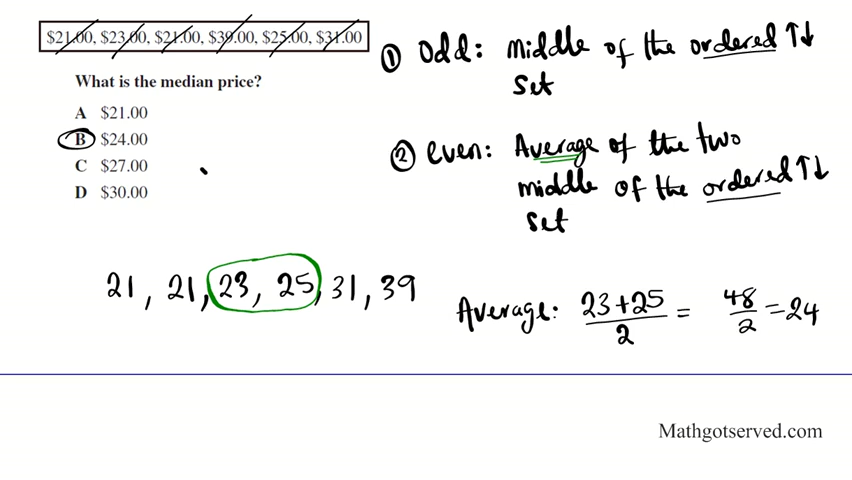 $21.00, $23.00, $21.00, $39.00, $25.00, $31.00
What is the median price?
A $21.00
B $24.00
C $27.00
D $30.00
① Odd: Middle of the ordered ↑↓
Set
② Even: Average of the two
middle of the ordered ↑↓
set
21, 21, 23, 25, 31, 39
Average: 23+25/2 = 48/2 = 24
Mathgotserved.com